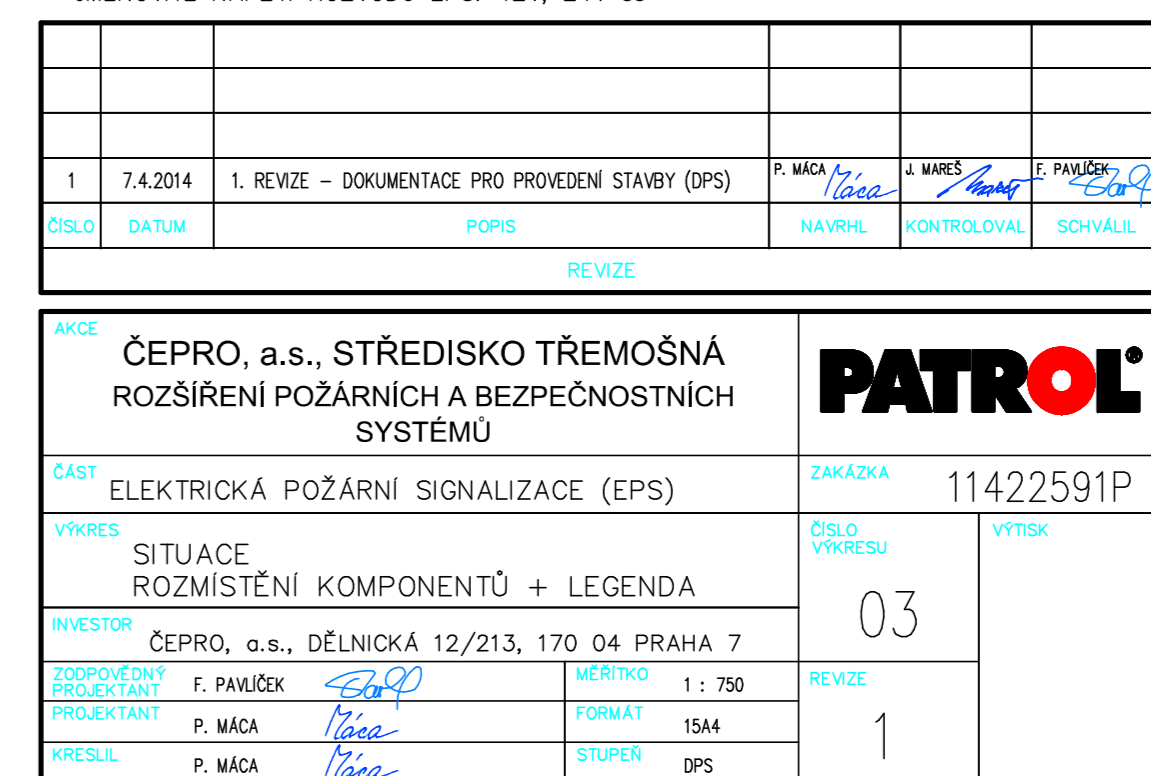 1 7.4.2014 1. REVIZE – DOKUMENTACE PRO PROVEDENÍ STAVBY (DPS) P. MÁCA Máca J. MAREŠ Mareš F. PAVLÍČEK
ČÍSLO DATUM POPIS NAVRHL KONTROLOVAL SCHVÁLIL
REVIZE
AKCE
ČEPRO, a.s., STŘEDISKO TŘEMOŠNÁ
ROZŠÍŘENÍ POŽÁRNÍCH A BEZPEČNOSTNÍCH
SYSTÉMŮ
PATROL®
ČÁST
ELEKTRICKÁ POŽÁRNÍ SIGNALIZACE (EPS)
ZAKÁZKA 11422591P
VÝKRES
SITUACE
ROZMÍSTĚNÍ KOMPONENTŮ + LEGENDA
ČÍSLO
VÝKRESU
03
VÝTISK
INVESTOR
ČEPRO, a.s., DĚLNICKÁ 12/213, 170 04 PRAHA 7
ZODPOVĚDNÝ
PROJEKTANT F. PAVLÍČEK
MĚŘÍTKO 1 : 750
REVIZE
1
PROJEKTANT P. MÁCA Máca
FORMÁT 15A4
KRESLIL P. MÁCA Máca
STUPEŇ DPS